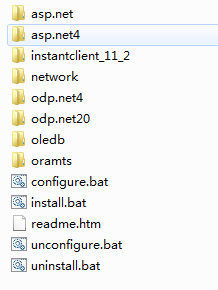 asp.net
asp.net4
instantclient_11_2
network
odp.net4
odp.net20
oledb
oramts
configure.bat
install.bat
readme.htm
unconfigure.bat
uninstall.bat